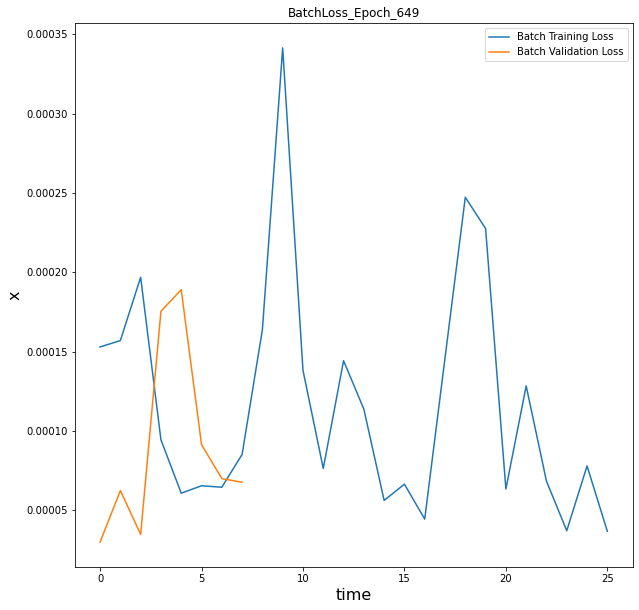 BatchLoss_Epoch_649
Batch Training Loss
Batch Validation Loss
0.00035
0.00030
0.00025
0.00020
0.00015
0.00010
0.00005
x
0 5 10 15 20 25
time